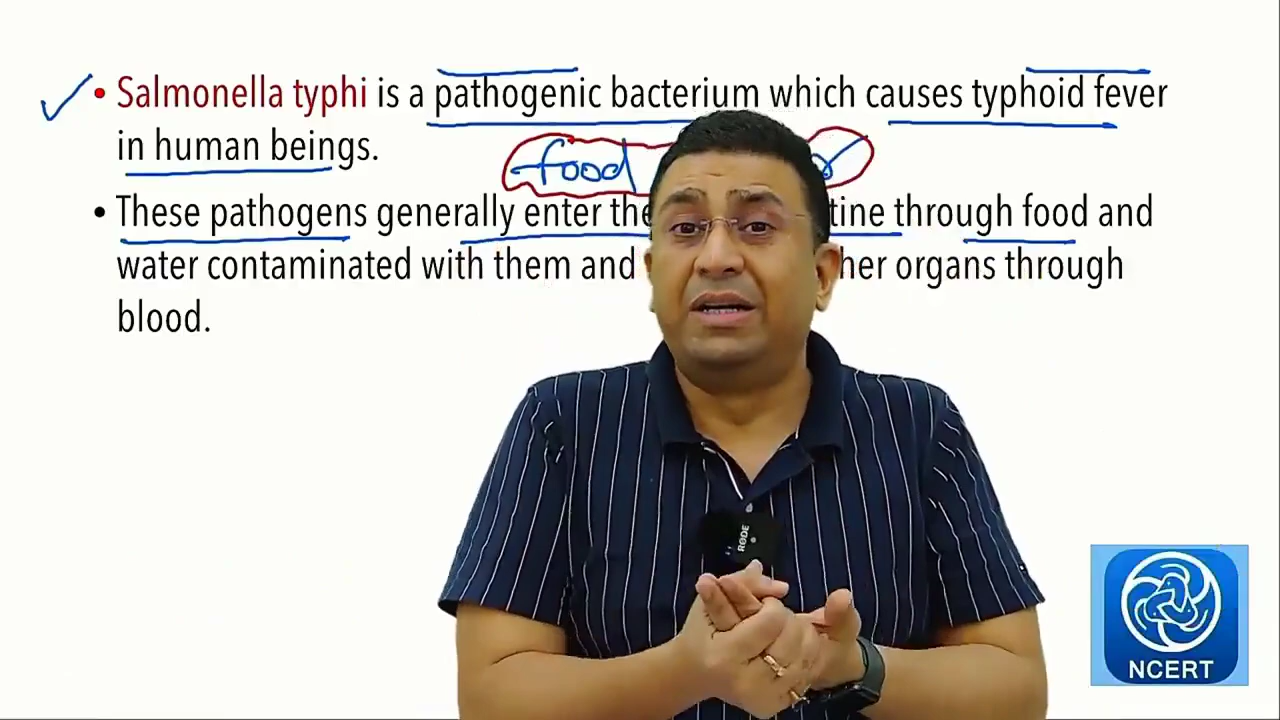 • Salmonella typhi is a pathogenic bacterium which causes typhoid fever
in human beings.
food
• These pathogens generally enter the tine through food and
water contaminated with them and her organs through
blood.
RØDE
NCERT